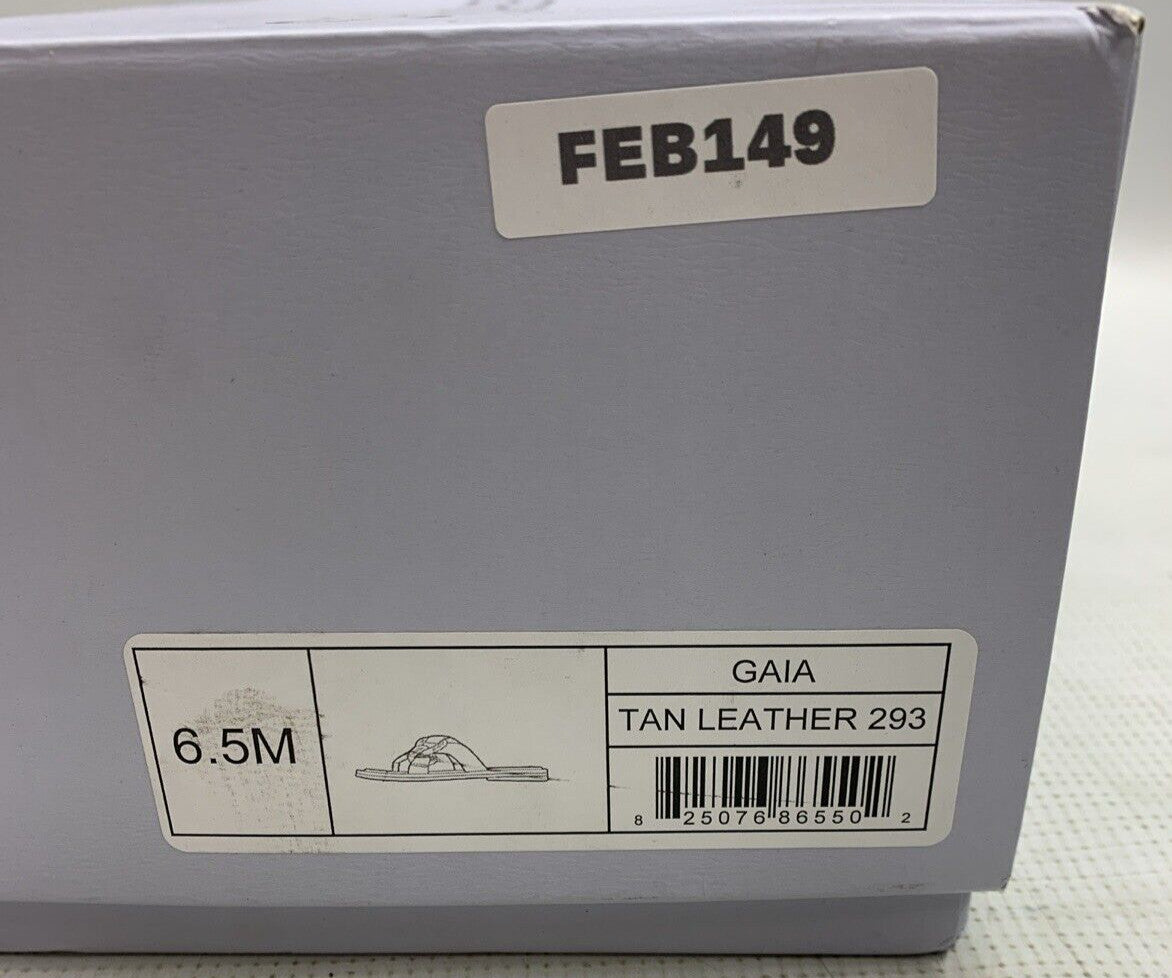 FEB149
6.5M
GAIA
TAN LEATHER 293
8 25076 86550 2